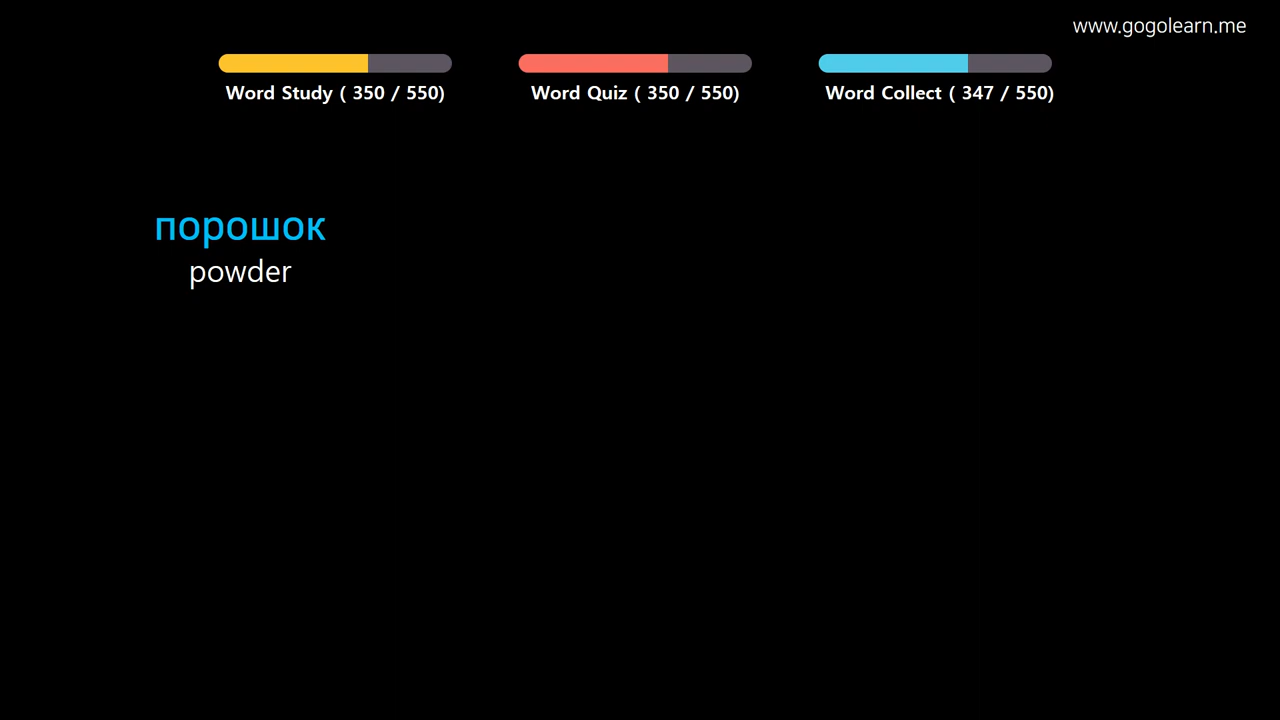 www.gogolearn.me
Word Study ( 350 / 550)
Word Quiz ( 350 / 550)
Word Collect ( 347 / 550)
порошок
powder